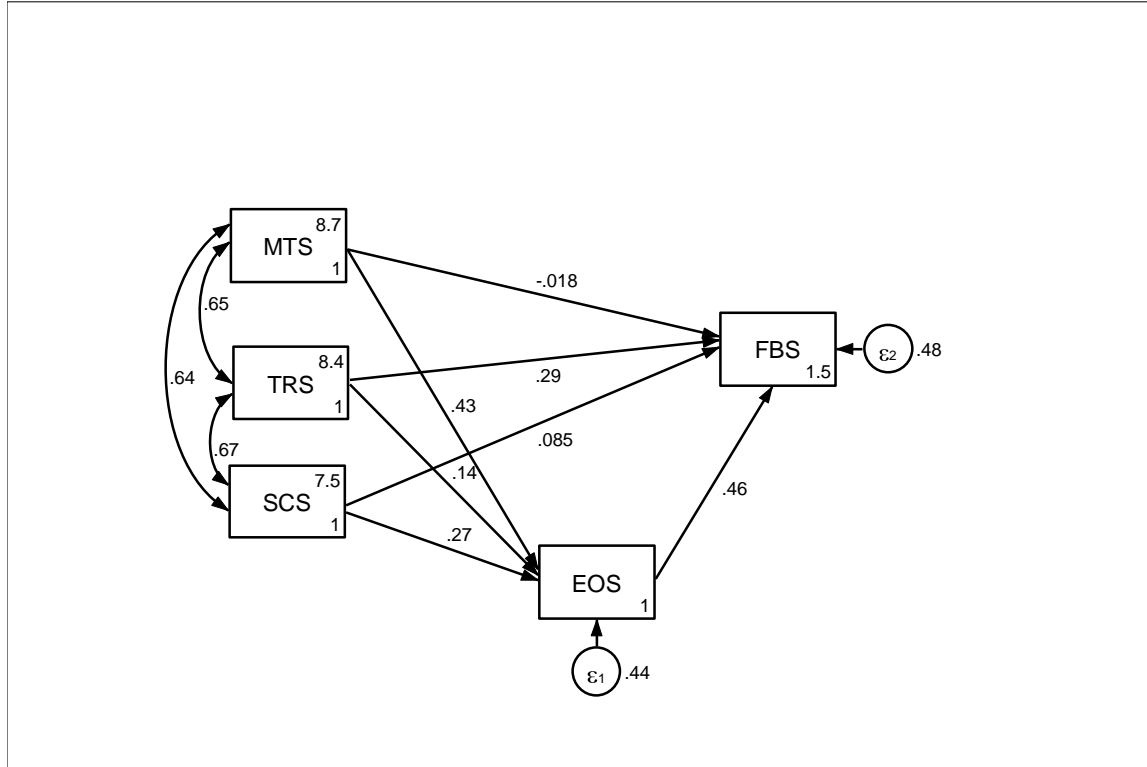 8.7
MTS
1
-.018
.65
8.4
TRS
1
.64
.29
.43
.67
.085
7.5
SCS
1
.14
.27
FBS
1.5
ε2
.48
.46
EOS
1
ε1
.44